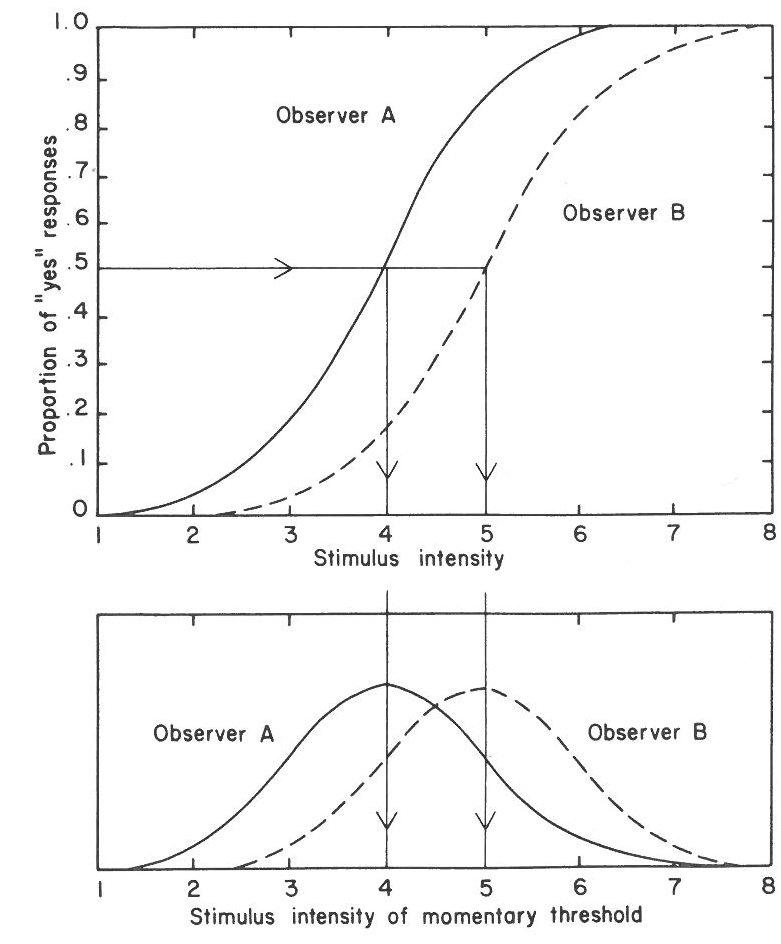 1.0
.9
Observer A
.8
.7
.6
Observer B
.5
.4
.3
.2
.1
0
Proportion of "yes" responses
1 2 3 4 5 6 7 8
Stimulus intensity
Observer A
Observer B
1 2 3 4 5 6 7 8
Stimulus intensity of momentary threshold